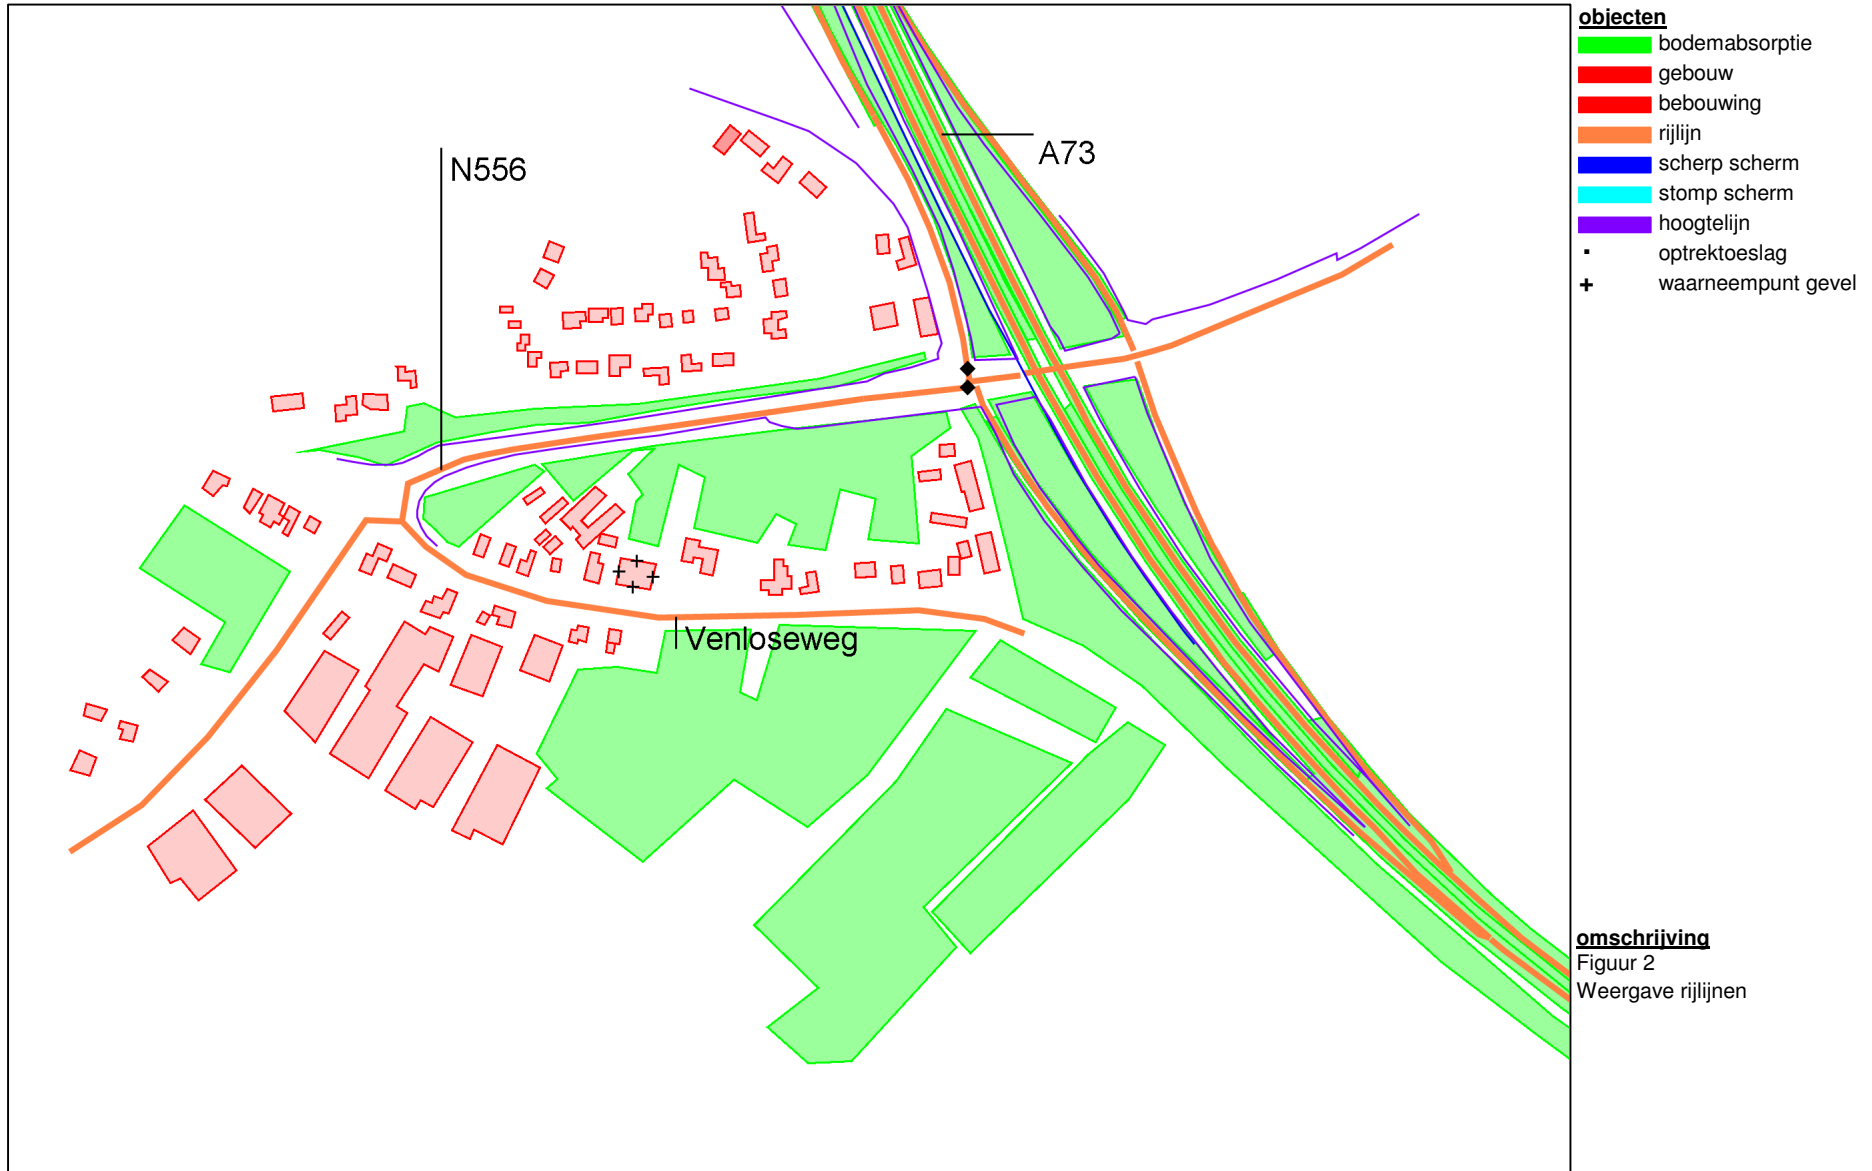 N556
A73
Venloseweg
objecten
bodemabsorptie
gebouw
bebouwing
rijlijn
scherp scherm
stomp scherm
hoogtelijn
optrektoeslag
waarneempunt gevel
omschrijving
Figuur 2
Weergave rijlijnen